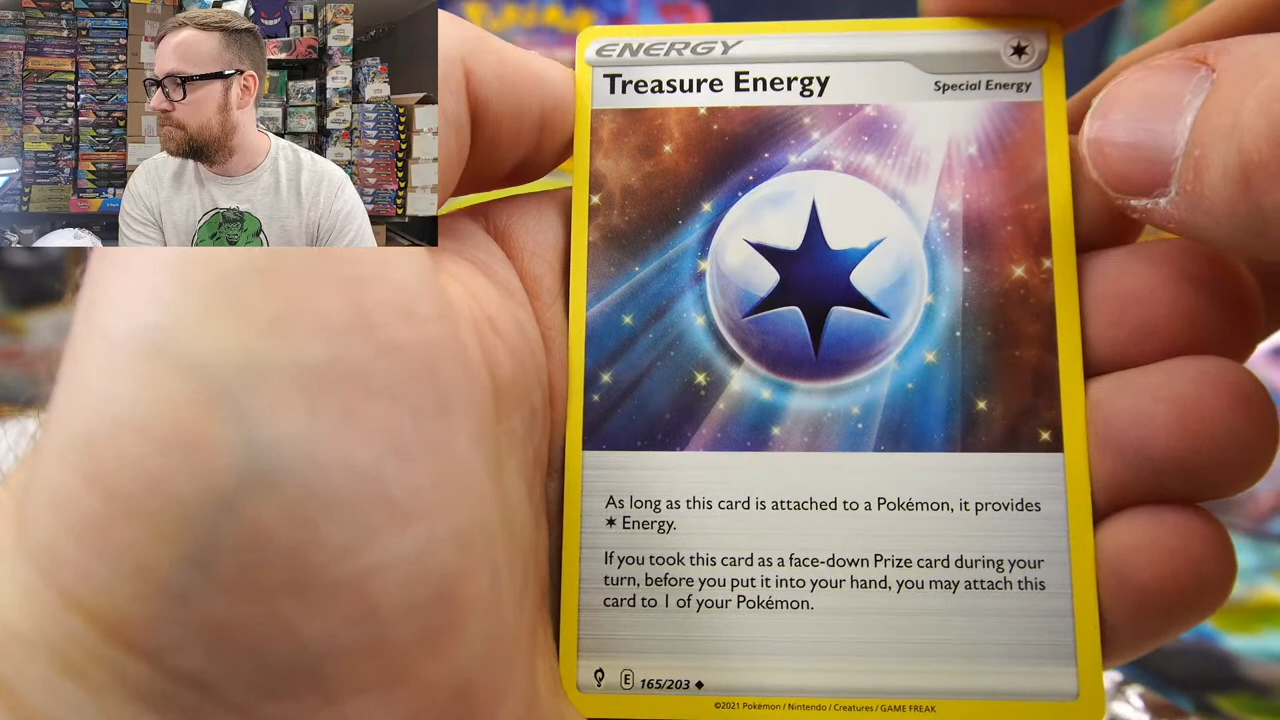 ENERGY
Treasure Energy
Special Energy
As long as this card is attached to a Pokémon, it provides
✶ Energy.
If you took this card as a face-down Prize card during your
turn, before you put it into your hand, you may attach this
card to 1 of your Pokémon.
E 165/203 ◆
©2021 Pokémon / Nintendo / Creatures / GAME FREAK